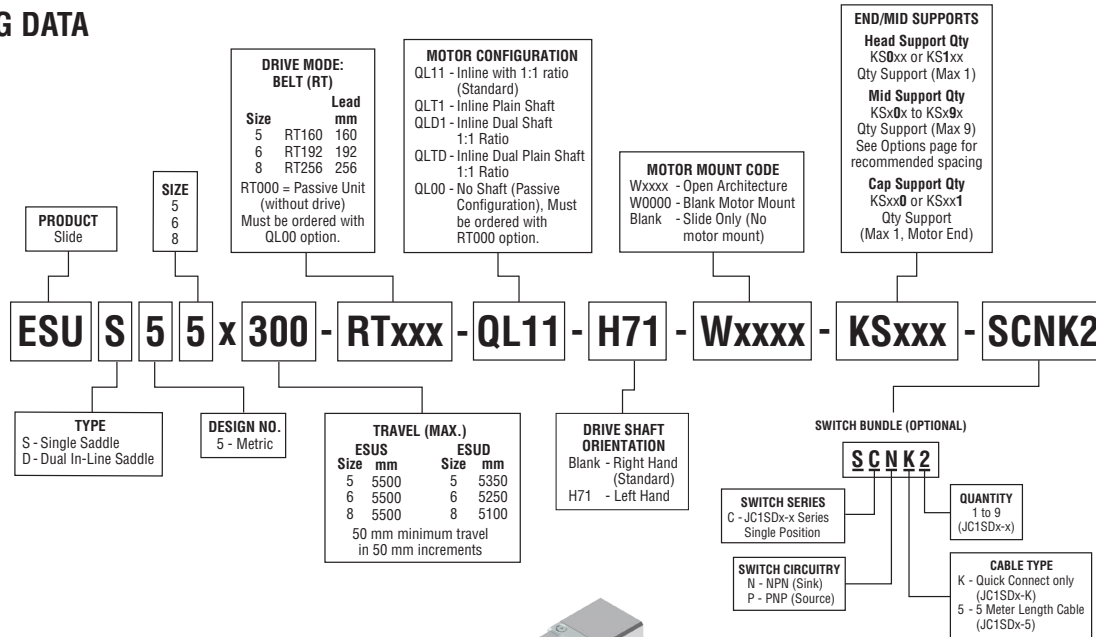 G DATA
PRODUCT
Slide
SIZE
5
6
8
DRIVE MODE:
BELT (RT)
Lead
Size mm
5 RT160 160
6 RT192 192
8 RT256 256
RT000 = Passive Unit
(without drive)
Must be ordered with
QL00 option.
MOTOR CONFIGURATION
QL11 - Inline with 1:1 ratio
(Standard)
QLT1 - Inline Plain Shaft
QLD1 - Inline Dual Shaft
1:1 Ratio
QLTD - Inline Dual Plain Shaft
1:1 Ratio
QL00 - No Shaft (Passive
Configuration), Must
be ordered with
RT000 option.
MOTOR MOUNT CODE
Wxxxx - Open Architecture
W0000 - Blank Motor Mount
Blank - Slide Only (No
motor mount)
END/MID SUPPORTS
Head Support Qty
KS0xx or KS1xx
Qty Support (Max 1)
Mid Support Qty
KSx0x to KSx9x
Qty Support (Max 9)
See Options page for
recommended spacing
Cap Support Qty
KSxx0 or KSxx1
Qty Support
(Max 1, Motor End)
ESU S 5 5 x 300 - RTxxx - QL11 - H71 - Wxxxx - KSxxx - SCNK2
TYPE
S - Single Saddle
D - Dual In-Line Saddle
DESIGN NO.
5 - Metric
TRAVEL (MAX.)
ESUS ESUD
Size mm Size mm
5 5500 5 5350
6 5500 6 5250
8 5500 8 5100
50 mm minimum travel
in 50 mm increments
DRIVE SHAFT
ORIENTATION
Blank - Right Hand
(Standard)
H71 - Left Hand
SWITCH BUNDLE (OPTIONAL)
S C N K 2
SWITCH SERIES
C - JC1SDx-x Series
Single Position
SWITCH CIRCUITRY
N - NPN (Sink)
P - PNP (Source)
QUANTITY
1 to 9
(JC1SDx-x)
CABLE TYPE
K - Quick Connect only
(JC1SDx-K)
5 - 5 Meter Length Cable
(JC1SDx-5)